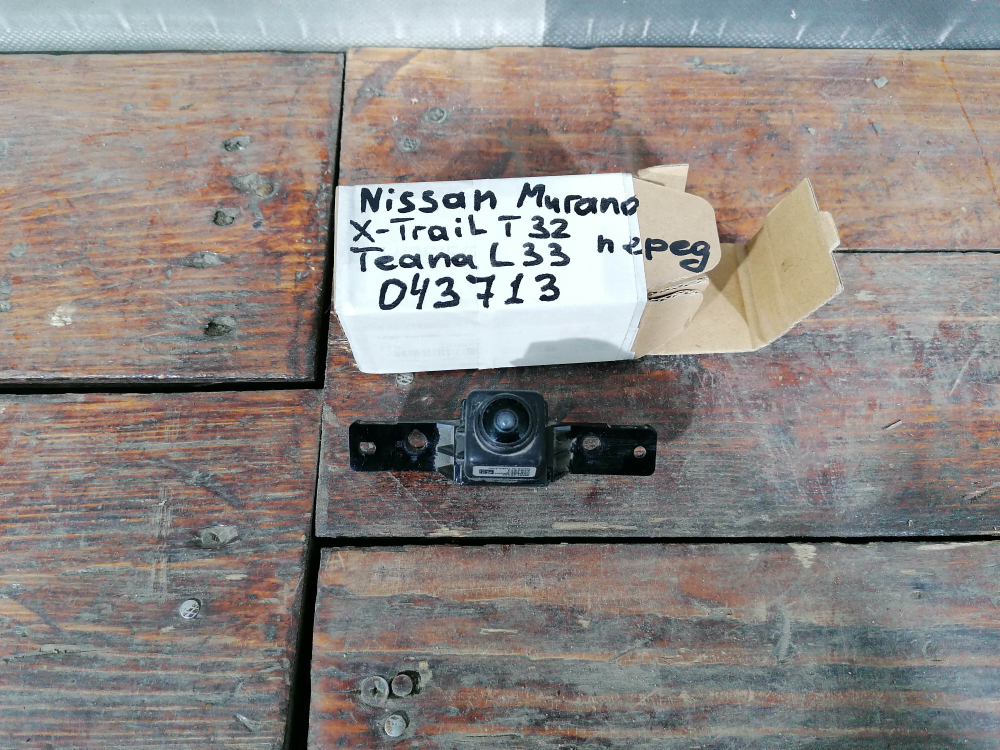 Nissan Murano
X-Trail T32
Teana L33 перед
043713